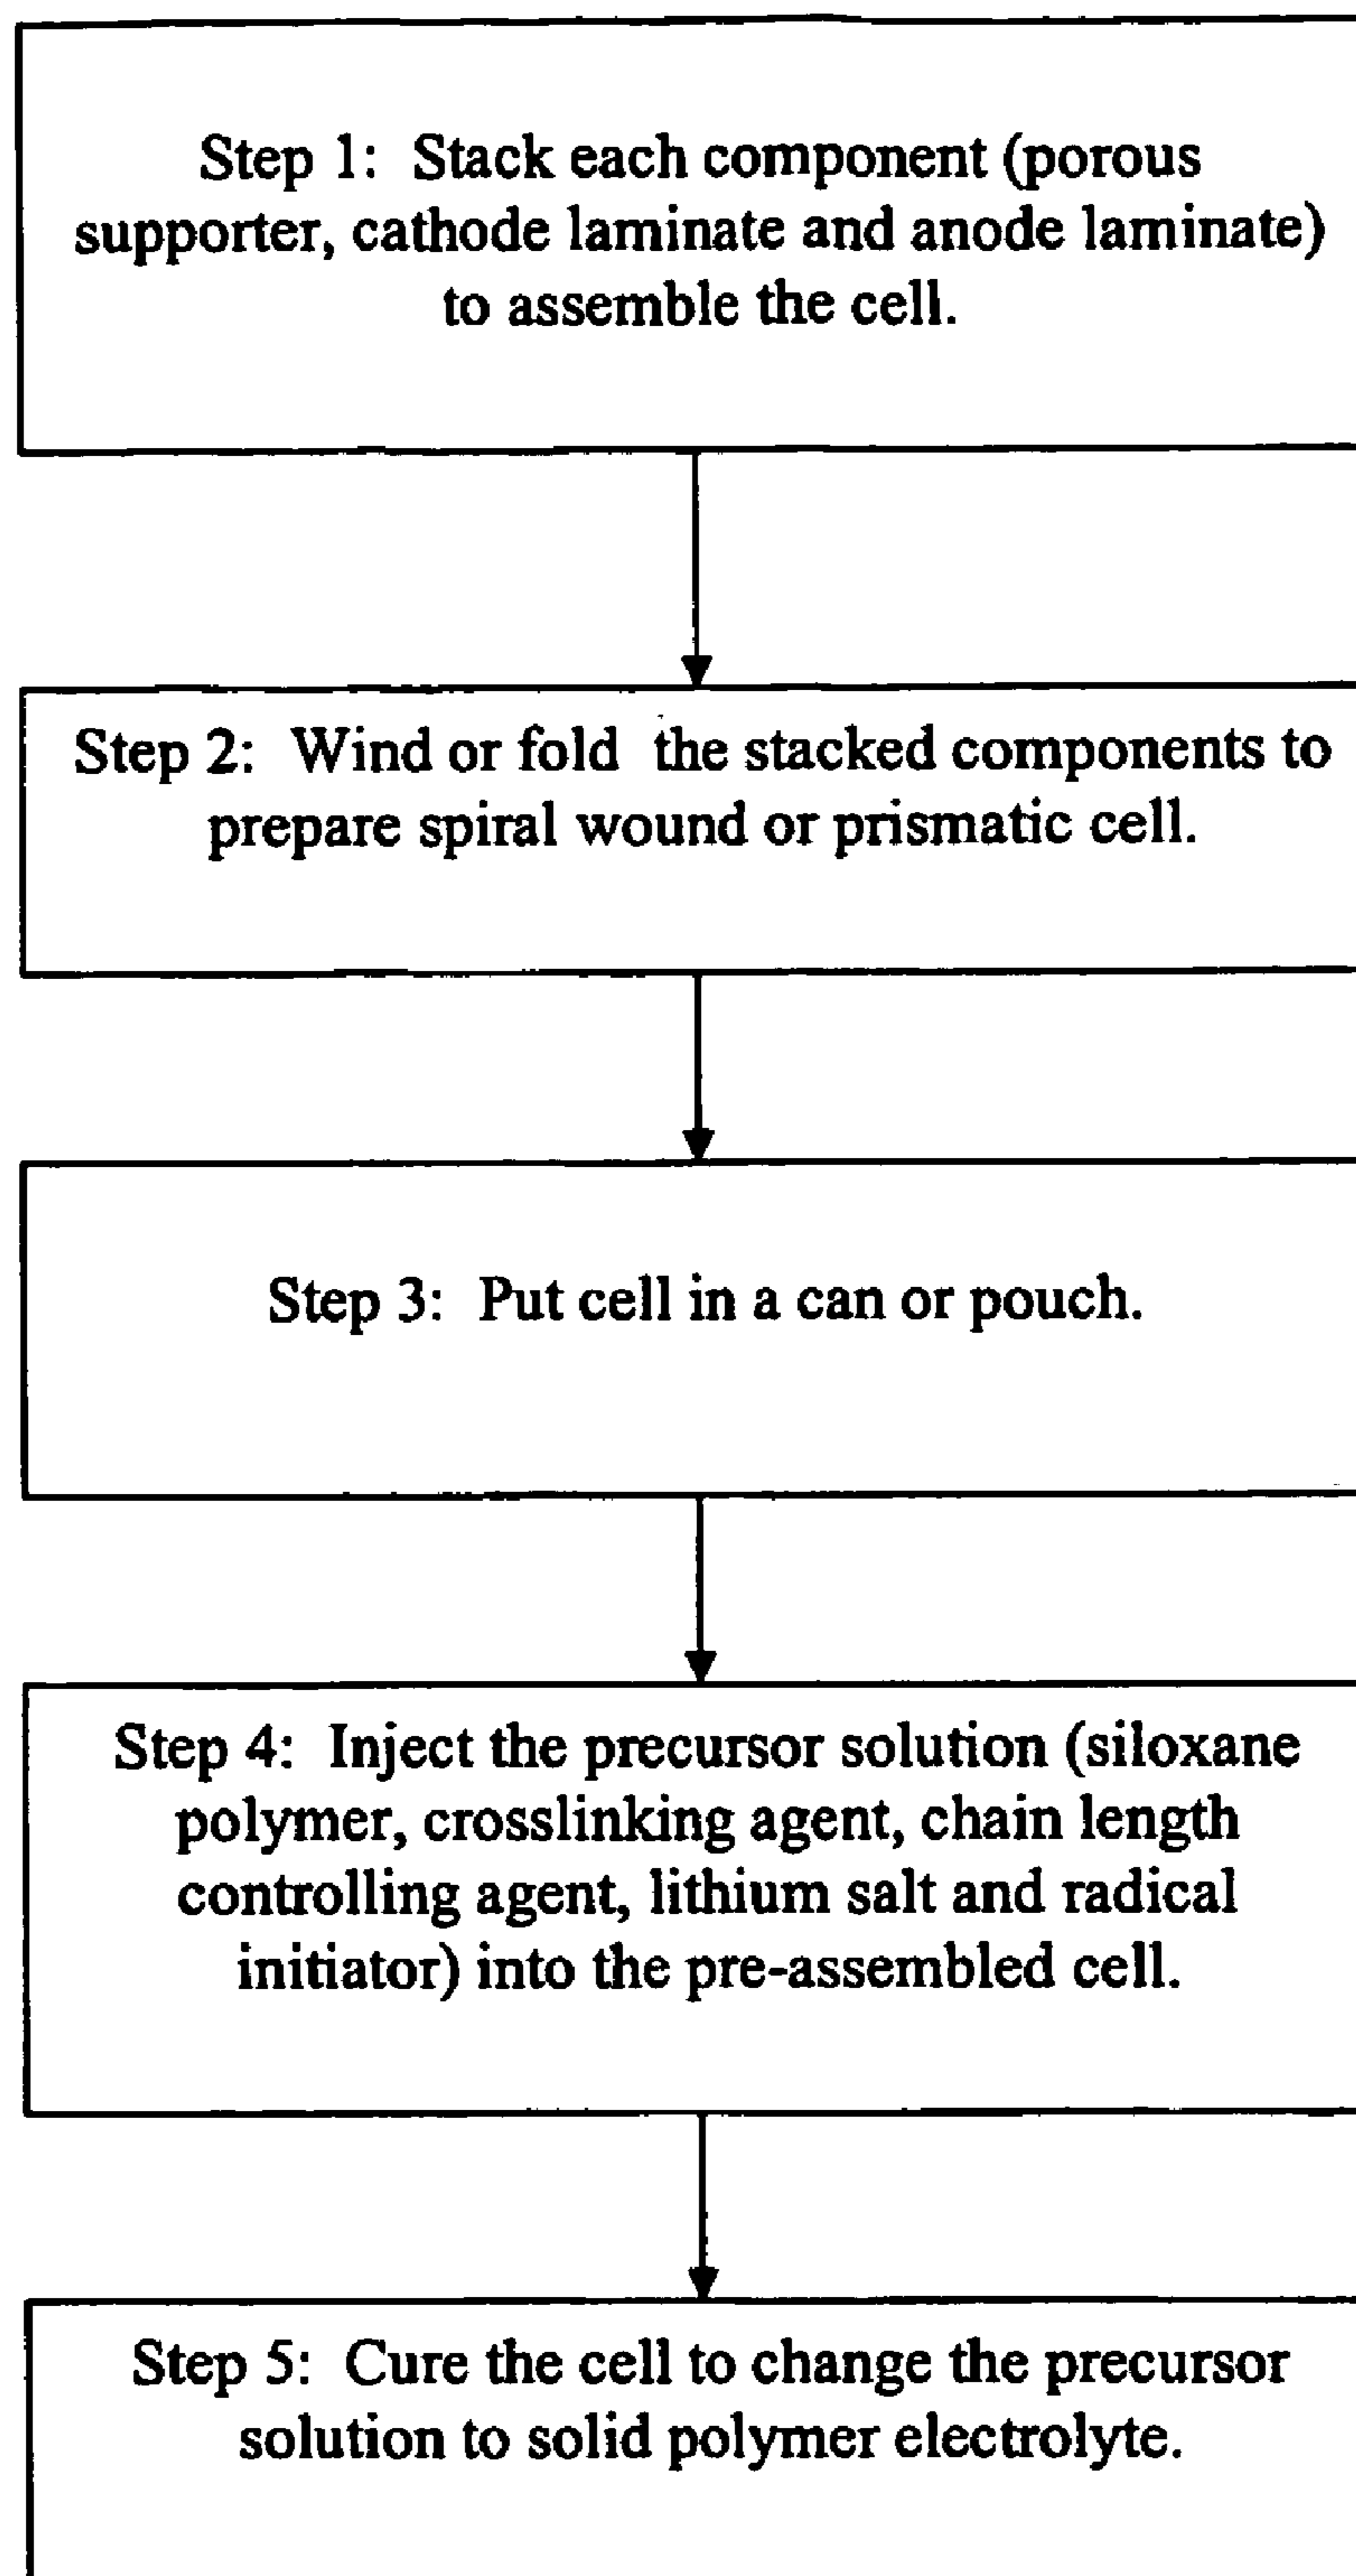 Step 1: Stack each component (porous
supporter, cathode laminate and anode laminate)
to assemble the cell.
Step 2: Wind or fold the stacked components to
prepare spiral wound or prismatic cell.
Step 3: Put cell in a can or pouch.
Step 4: Inject the precursor solution (siloxane
polymer, crosslinking agent, chain length
controlling agent, lithium salt and radical
initiator) into the pre-assembled cell.
Step 5: Cure the cell to change the precursor
solution to solid polymer electrolyte.